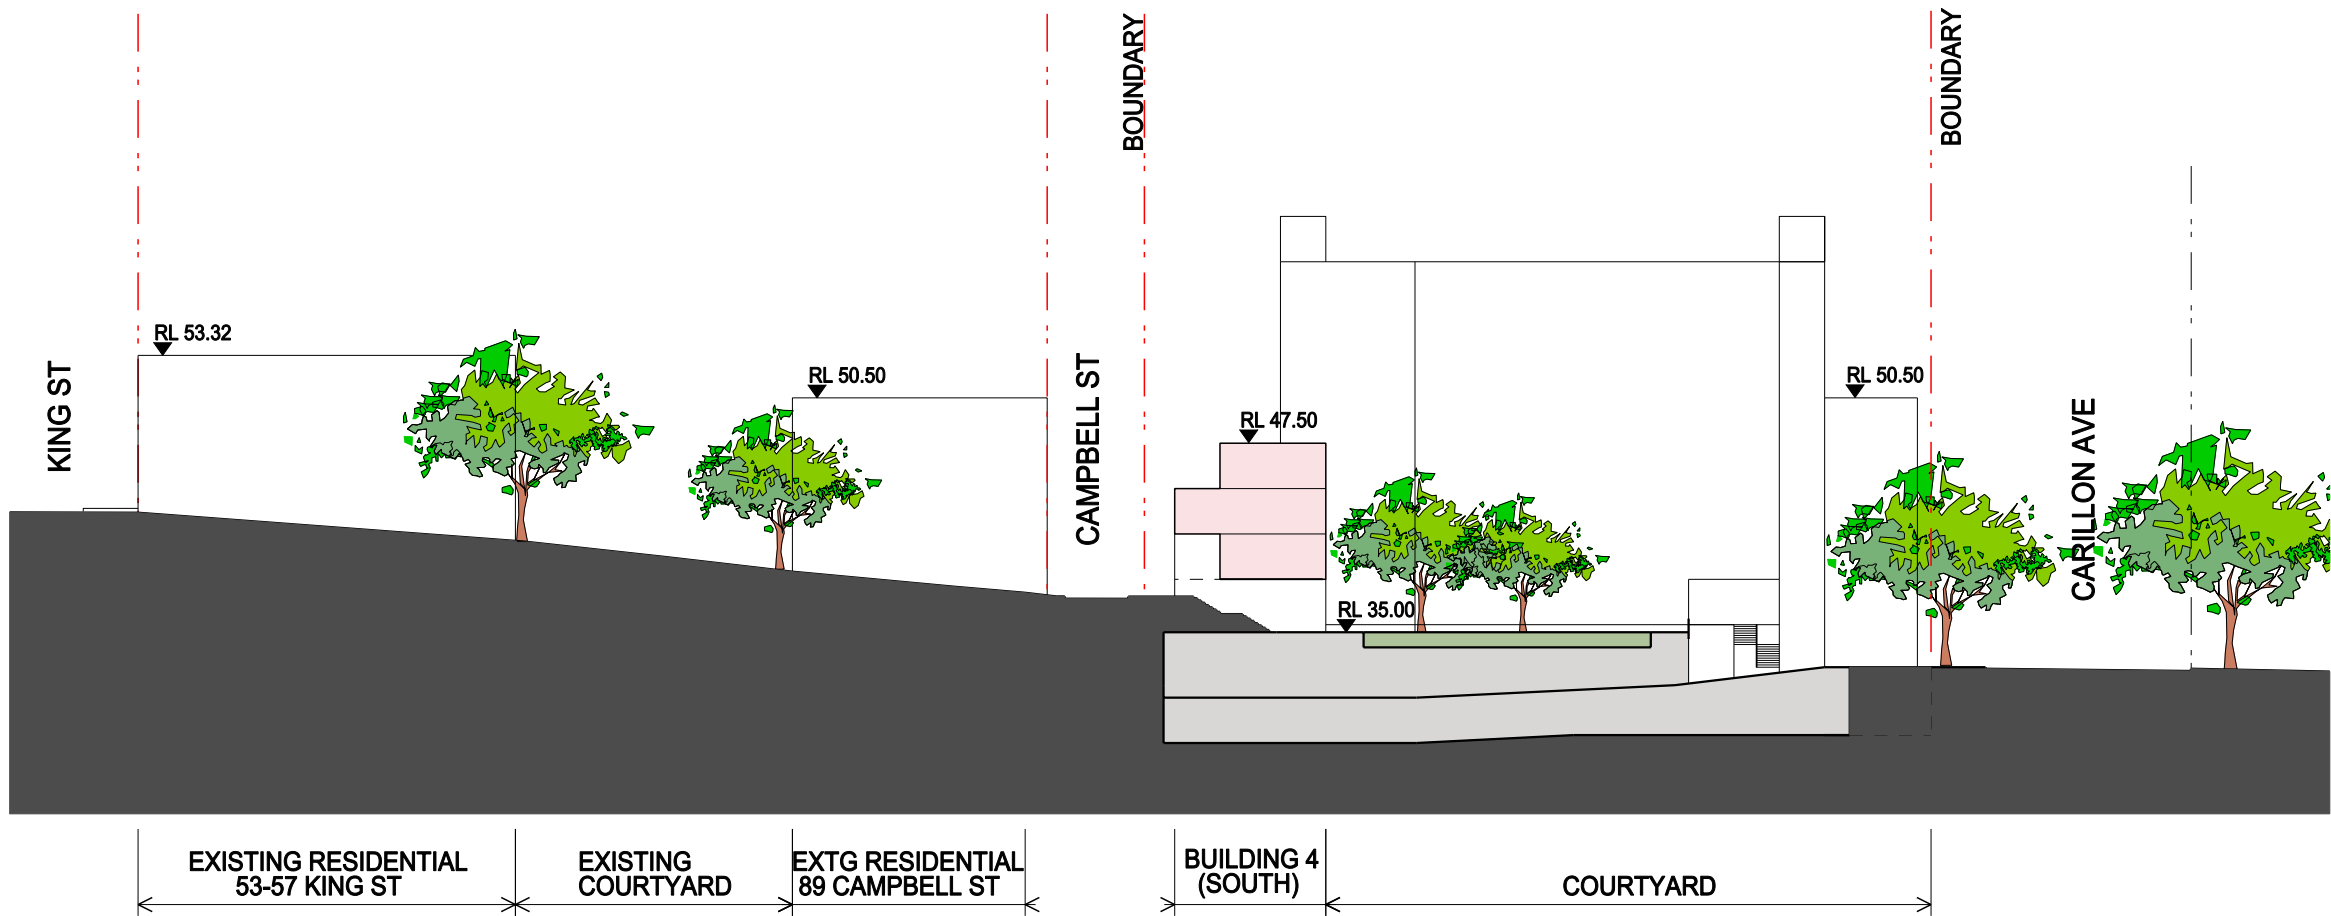 BOUNDARY
BOUNDARY
RL 53.32
RL 50.50
RL 50.50
RL 47.50
KING ST
CAMPBELL ST
CARILLON AVE
RL 35.00
EXISTING RESIDENTIAL
53-57 KING ST
EXISTING
COURTYARD
EXTG RESIDENTIAL
89 CAMPBELL ST
BUILDING 4
(SOUTH)
COURTYARD